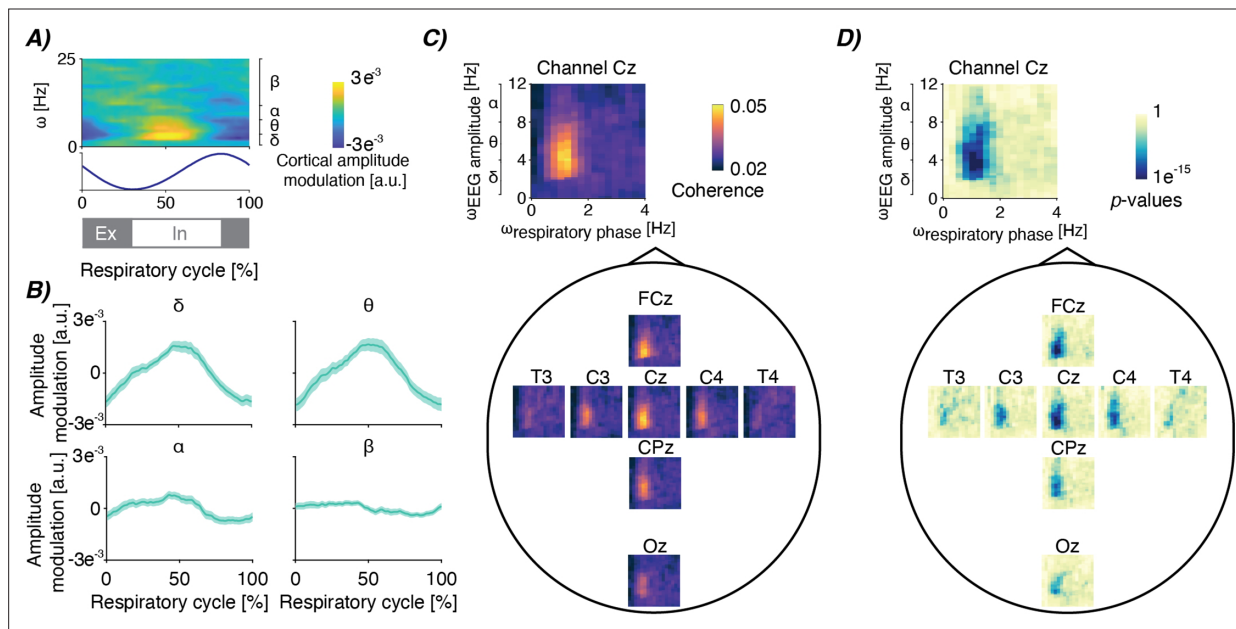 A)
25
ω [Hz]
0
β
α
θ
δ
3e-3
-3e-3
Cortical amplitude
modulation [a.u.]
0 50 100
Ex In
Respiratory cycle [%]
B)
δ θ
3e-3
0
-3e-3
Amplitude
modulation [a.u.]
α β
3e-3
0
-3e-3
Amplitude
modulation [a.u.]
0 50 100 0 50 100
Respiratory cycle [%] Respiratory cycle [%]
C)
Channel Cz
ωEEG amplitude [Hz]
α
θ
δ
12
8
4
0
0 2 4
ωrespiratory phase [Hz]
0.05
0.02
Coherence
FCz
T3 C3 Cz C4 T4
CPz
Oz
D)
Channel Cz
ωEEG amplitude [Hz]
α
θ
δ
12
8
4
0
0 2 4
ωrespiratory phase [Hz]
1
1e-15
p-values
FCz
T3 C3 Cz C4 T4
CPz
Oz